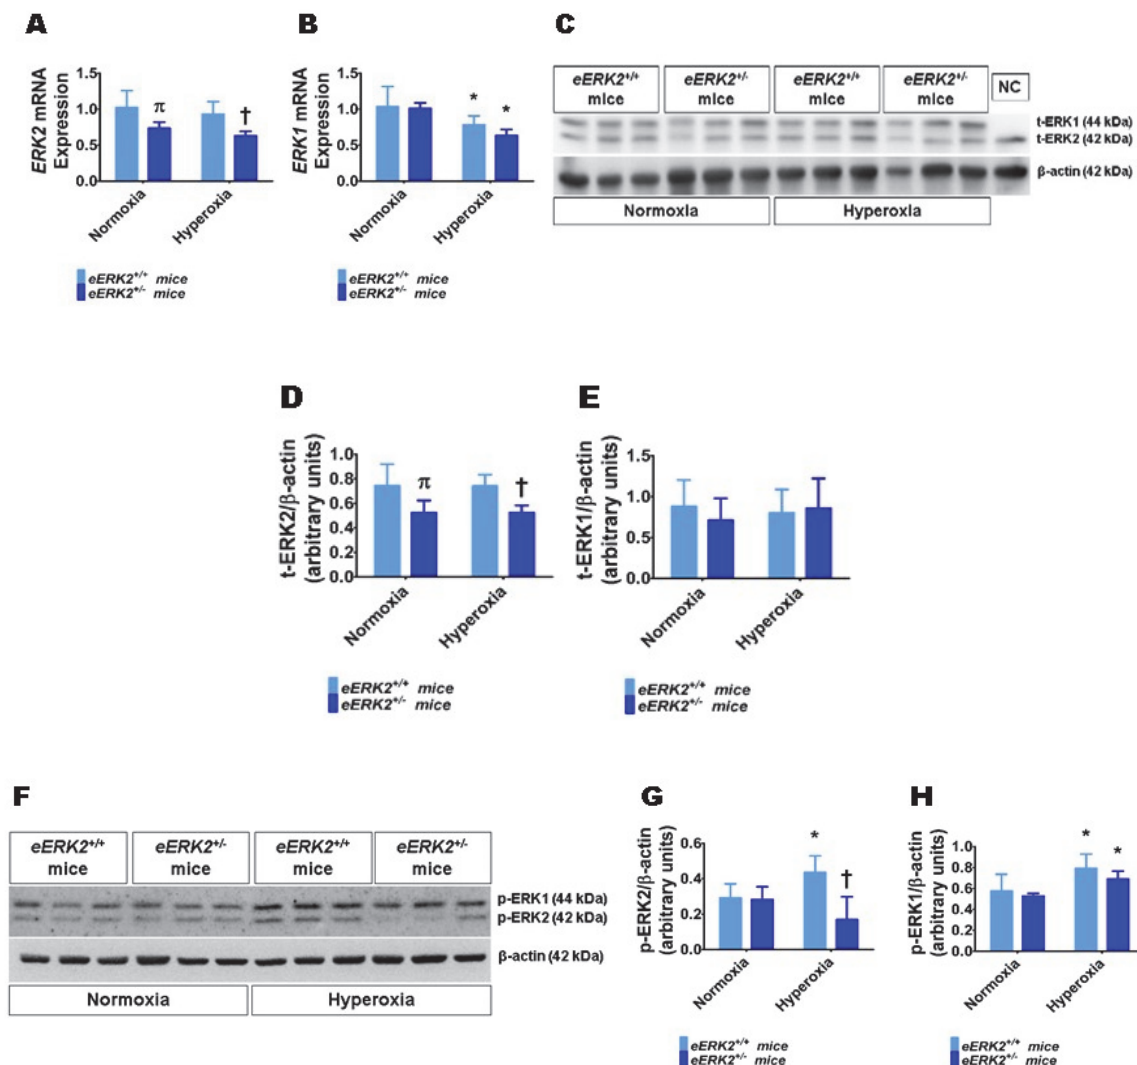 A
ERK2 mRNA
Expression
1.5
1.0
0.5
0.0
π
†
Normoxia
Hyperoxia
eERK2+/+ mice
eERK2+/- mice
B
ERK1 mRNA
Expression
1.5
1.0
0.5
0.0
*
*
Normoxia
Hyperoxia
eERK2+/+ mice
eERK2+/- mice
C
eERK2+/+
mice
eERK2+/-
mice
eERK2+/+
mice
eERK2+/-
mice
NC
t-ERK1 (44 kDa)
t-ERK2 (42 kDa)
β-actin (42 kDa)
Normoxia
Hyperoxia
D
t-ERK2/β-actin
(arbitrary units)
1.0
0.8
0.6
0.4
0.2
0.0
π
†
Normoxia
Hyperoxia
eERK2+/+ mice
eERK2+/- mice
E
t-ERK1/β-actin
(arbitrary units)
1.5
1.0
0.5
0.0
Normoxia
Hyperoxia
eERK2+/+ mice
eERK2+/- mice
F
eERK2+/+
mice
eERK2+/-
mice
eERK2+/+
mice
eERK2+/-
mice
p-ERK1 (44 kDa)
p-ERK2 (42 kDa)
β-actin (42 kDa)
Normoxia
Hyperoxia
G
p-ERK2/β-actin
(arbitrary units)
0.6
0.4
0.2
0.0
*
†
Normoxia
Hyperoxia
eERK2+/+ mice
eERK2+/- mice
H
p-ERK1/β-actin
(arbitrary units)
1.0
0.8
0.6
0.4
0.2
0.0
*
*
Normoxia
Hyperoxia
eERK2+/+ mice
eERK2+/- mice